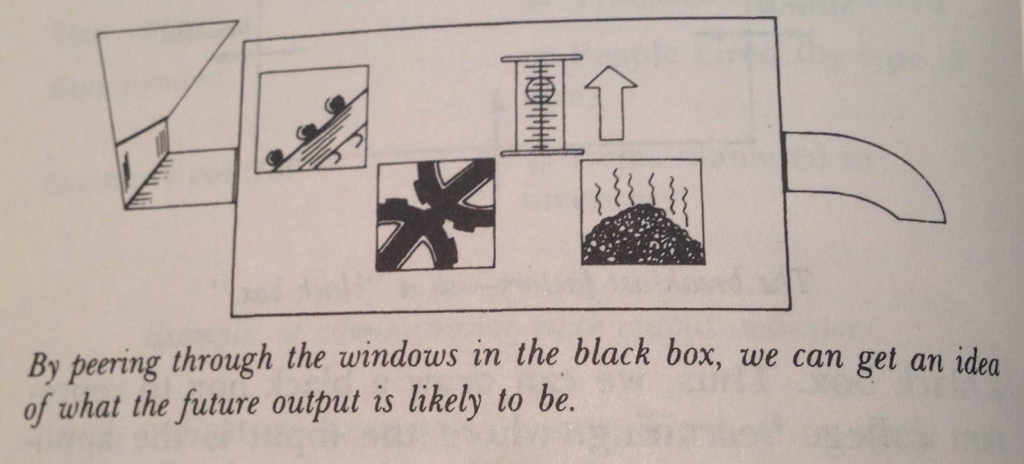 By peering through the windows in the black box, we can get an idea
of what the future output is likely to be.